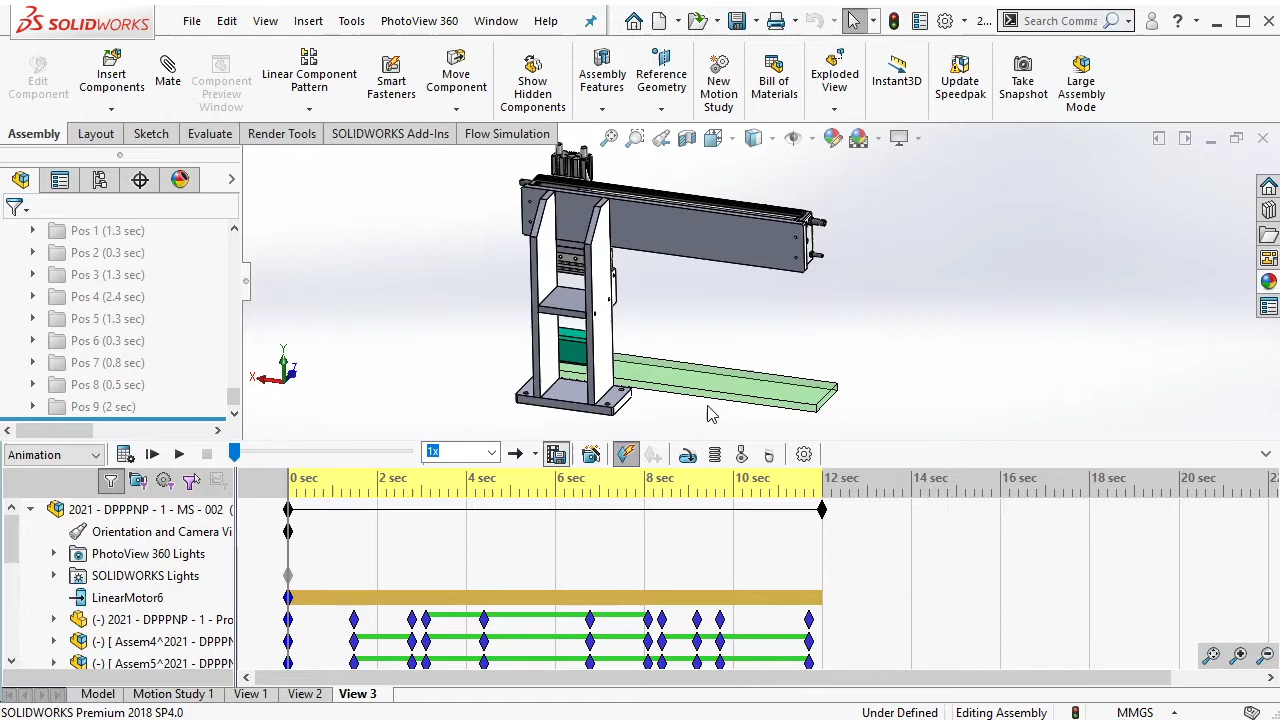 SOLIDWORKS
File Edit View Insert Tools PhotoView 360 Window Help
2...
Search Comma
Edit Component
Insert Components
Mate
Component Preview Window
Linear Component Pattern
Smart Fasteners
Move Component
Show Hidden Components
Assembly Features
Reference Geometry
New Motion Study
Bill of Materials
Exploded View
Instant3D
Update Speedpak
Take Snapshot
Large Assembly Mode
Assembly Layout Sketch Evaluate Render Tools SOLIDWORKS Add-Ins Flow Simulation
Pos 1 (1.3 sec)
Pos 2 (0.3 sec)
Pos 3 (1.3 sec)
Pos 4 (2.4 sec)
Pos 5 (1.3 sec)
Pos 6 (0.3 sec)
Pos 7 (0.8 sec)
Pos 8 (0.5 sec)
Pos 9 (2 sec)
Y
X
Z
Animation
1x
0 sec 2 sec 4 sec 6 sec 8 sec 10 sec 12 sec 14 sec 16 sec 18 sec 20 sec 22
2021 - DPPPNP - 1 - MS - 002 (
Orientation and Camera Vi
PhotoView 360 Lights
SOLIDWORKS Lights
LinearMotor6
(-) 2021 - DPPPNP - 1 - Pro
(-) [ Assem4^2021 - DPPPN
(-) [ Assem5^2021 - DPPPN
Model Motion Study 1 View 1 View 2 View 3
SOLIDWORKS Premium 2018 SP4.0
Under Defined Editing Assembly MMGS